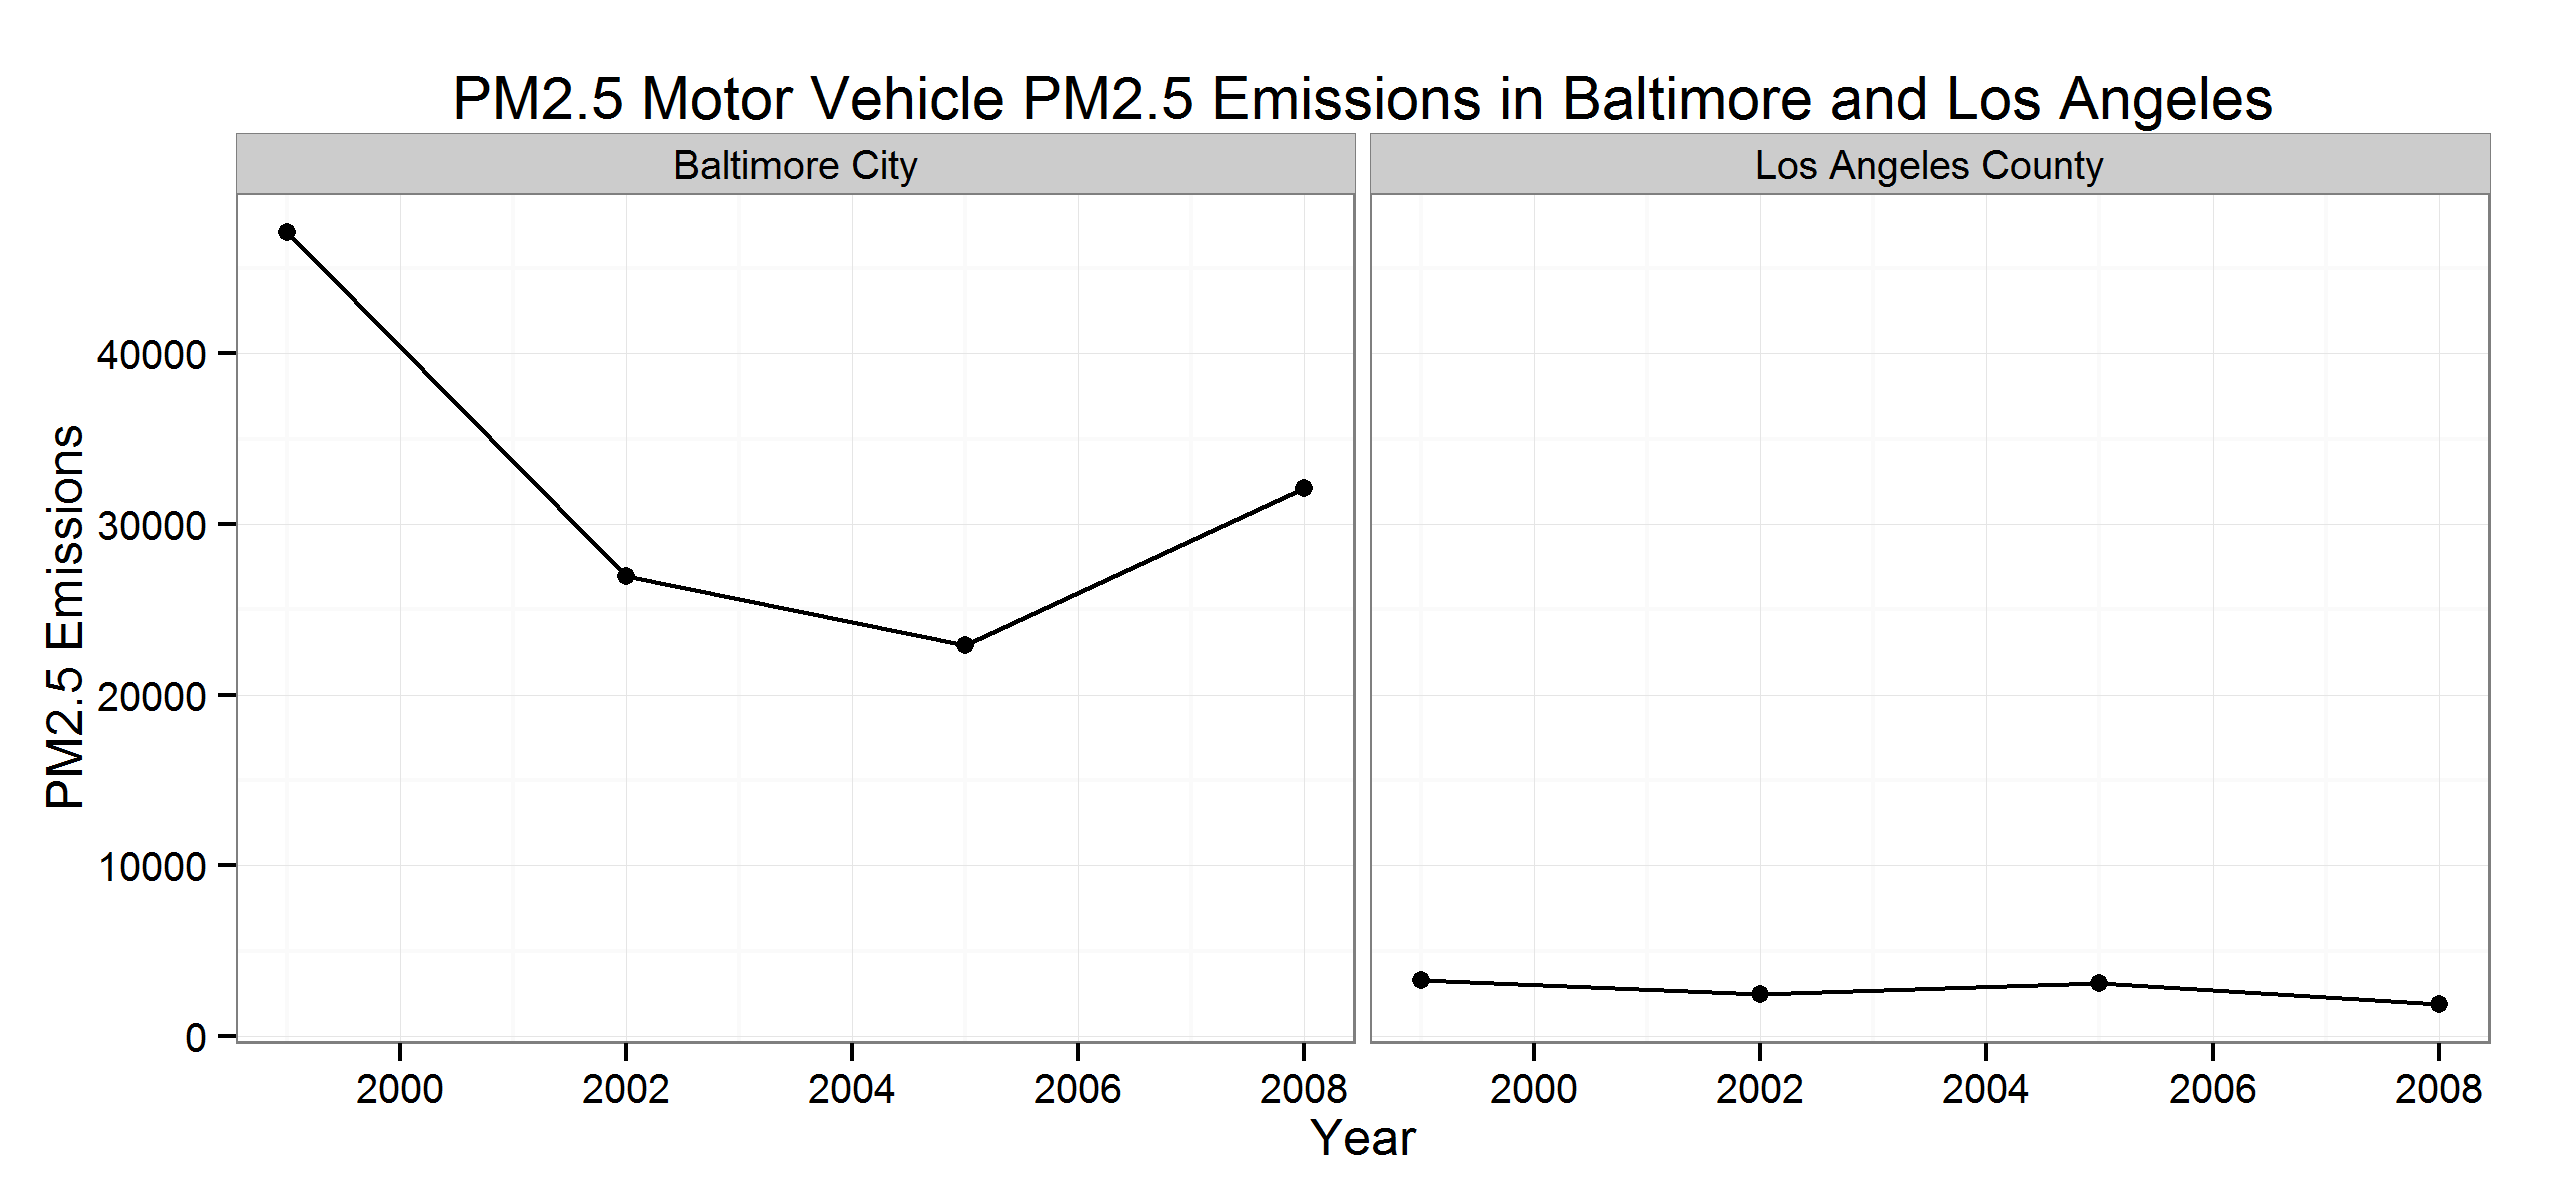 PM2.5 Motor Vehicle PM2.5 Emissions in Baltimore and Los Angeles
Baltimore City
Los Angeles County
PM2.5 Emissions
40000
30000
20000
10000
0
2000 2002 2004 2006 2008
2000 2002 2004 2006 2008
Year